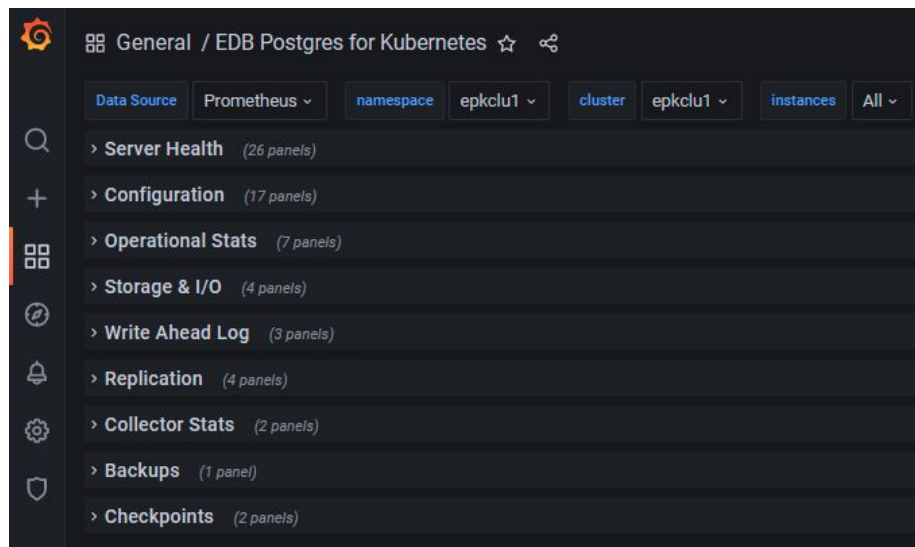 General / EDB Postgres for Kubernetes
Data Source Prometheus namespace epkclu1 cluster epkclu1 instances All
Server Health (26 panels)
Configuration (17 panels)
Operational Stats (7 panels)
Storage & I/O (4 panels)
Write Ahead Log (3 panels)
Replication (4 panels)
Collector Stats (2 panels)
Backups (1 panel)
Checkpoints (2 panels)